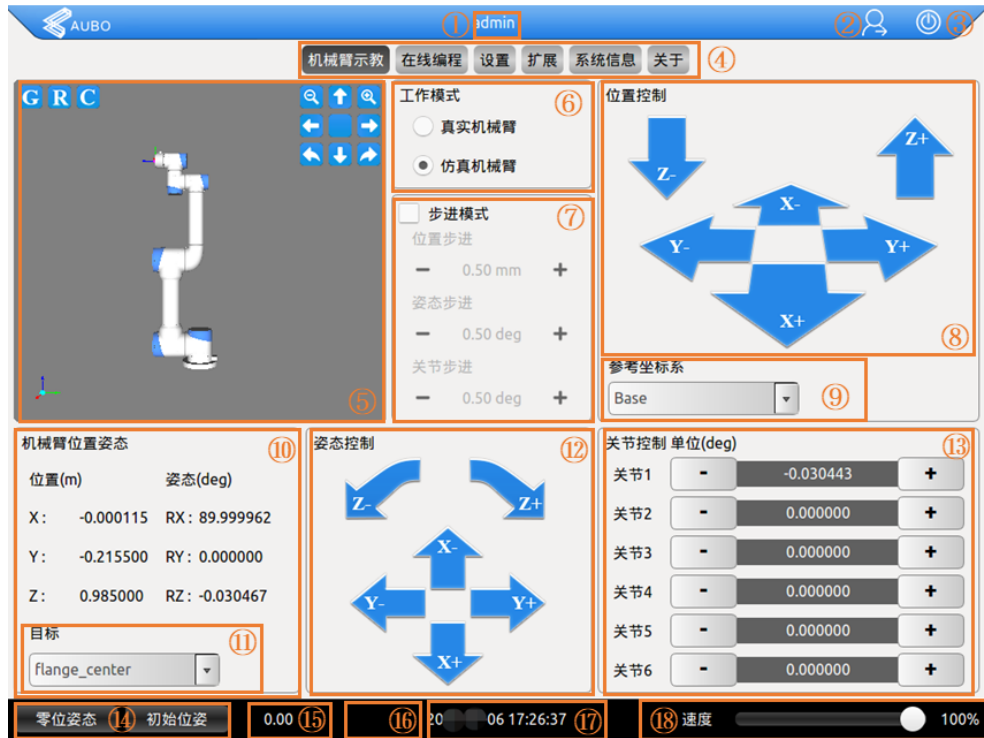 AUBO
① admin ② ③
机械臂示教 在线编程 设置 扩展 系统信息 关于 ④
G R C
⑤
工作模式 ⑥
真实机械臂
仿真机械臂
步进模式 ⑦
位置步进
− 0.50 mm +
姿态步进
− 0.50 deg +
关节步进
− 0.50 deg +
位置控制
Z- Z+
X-
Y- Y+
X+
⑧
参考坐标系
Base ⑨
机械臂位置姿态 ⑩
位置(m) 姿态(deg)
X: -0.000115 RX: 89.999962
Y: -0.215500 RY: 0.000000
Z: 0.985000 RZ: -0.030467
目标 ⑪
flange_center
姿态控制 ⑫
Z- Z+
X-
Y- Y+
X+
关节控制 单位(deg) ⑬
关节1 - -0.030443 +
关节2 - 0.000000 +
关节3 - 0.000000 +
关节4 - 0.000000 +
关节5 - 0.000000 +
关节6 - 0.000000 +
零位姿态 ⑭ 初始位姿 0.00 ⑮ ⑯ 20 06 17:26:37 ⑰ ⑱ 速度 100%